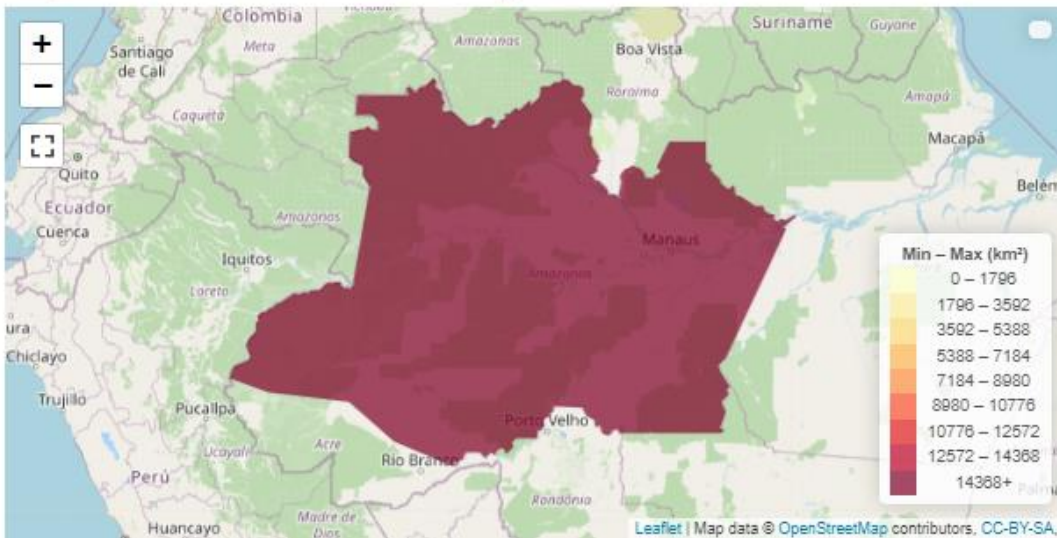 Colombia
Santiago
de Cali
Meta
Amazonas
Boa Vista
Suriname
Guyane
Roraima
Amapá
Caquetá
Macapá
Quito
Ecuador
Cuenca
Amazonas
Iquitos
Loreto
Manaus
Amazonia
Belém
Chiclayo
Trujillo
Pucallpa
Ucayali
Acre
Porto Velho
Rio Branco
Perú
Madre de
Dios
Rondônia
Huancayo
+
−
Min – Max (km²)
0 – 1796
1796 – 3592
3592 – 5388
5388 – 7184
7184 – 8980
8980 – 10776
10776 – 12572
12572 – 14368
14368+
Leaflet | Map data © OpenStreetMap contributors, CC-BY-SA,